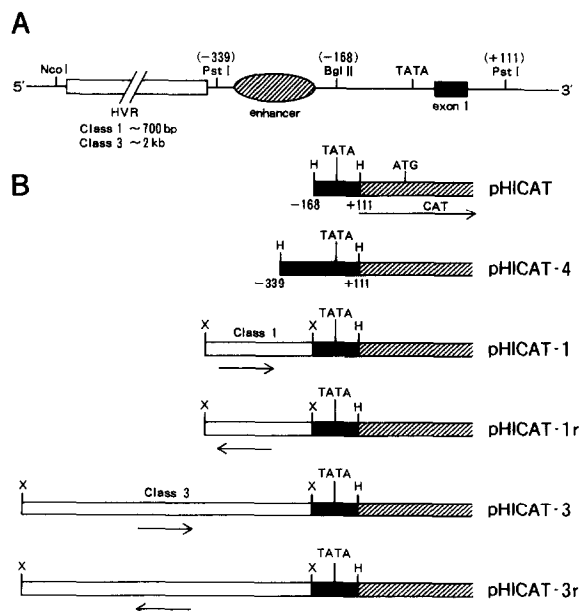 A
(−339) (−168) (+111)
Nco I Pst I Bgl II TATA Pst I
5′ 3′
HVR enhancer exon 1
Class 1 ~700bp
Class 3 ~2 kb
B
TATA
H H ATG
pHICAT
−168 +111 CAT
TATA
H H
pHICAT-4
−339 +111
TATA
X Class 1 X H
pHICAT-1
TATA
X X H
pHICAT-1r
TATA
X Class 3 X H
pHICAT-3
TATA
X X H
pHICAT-3r